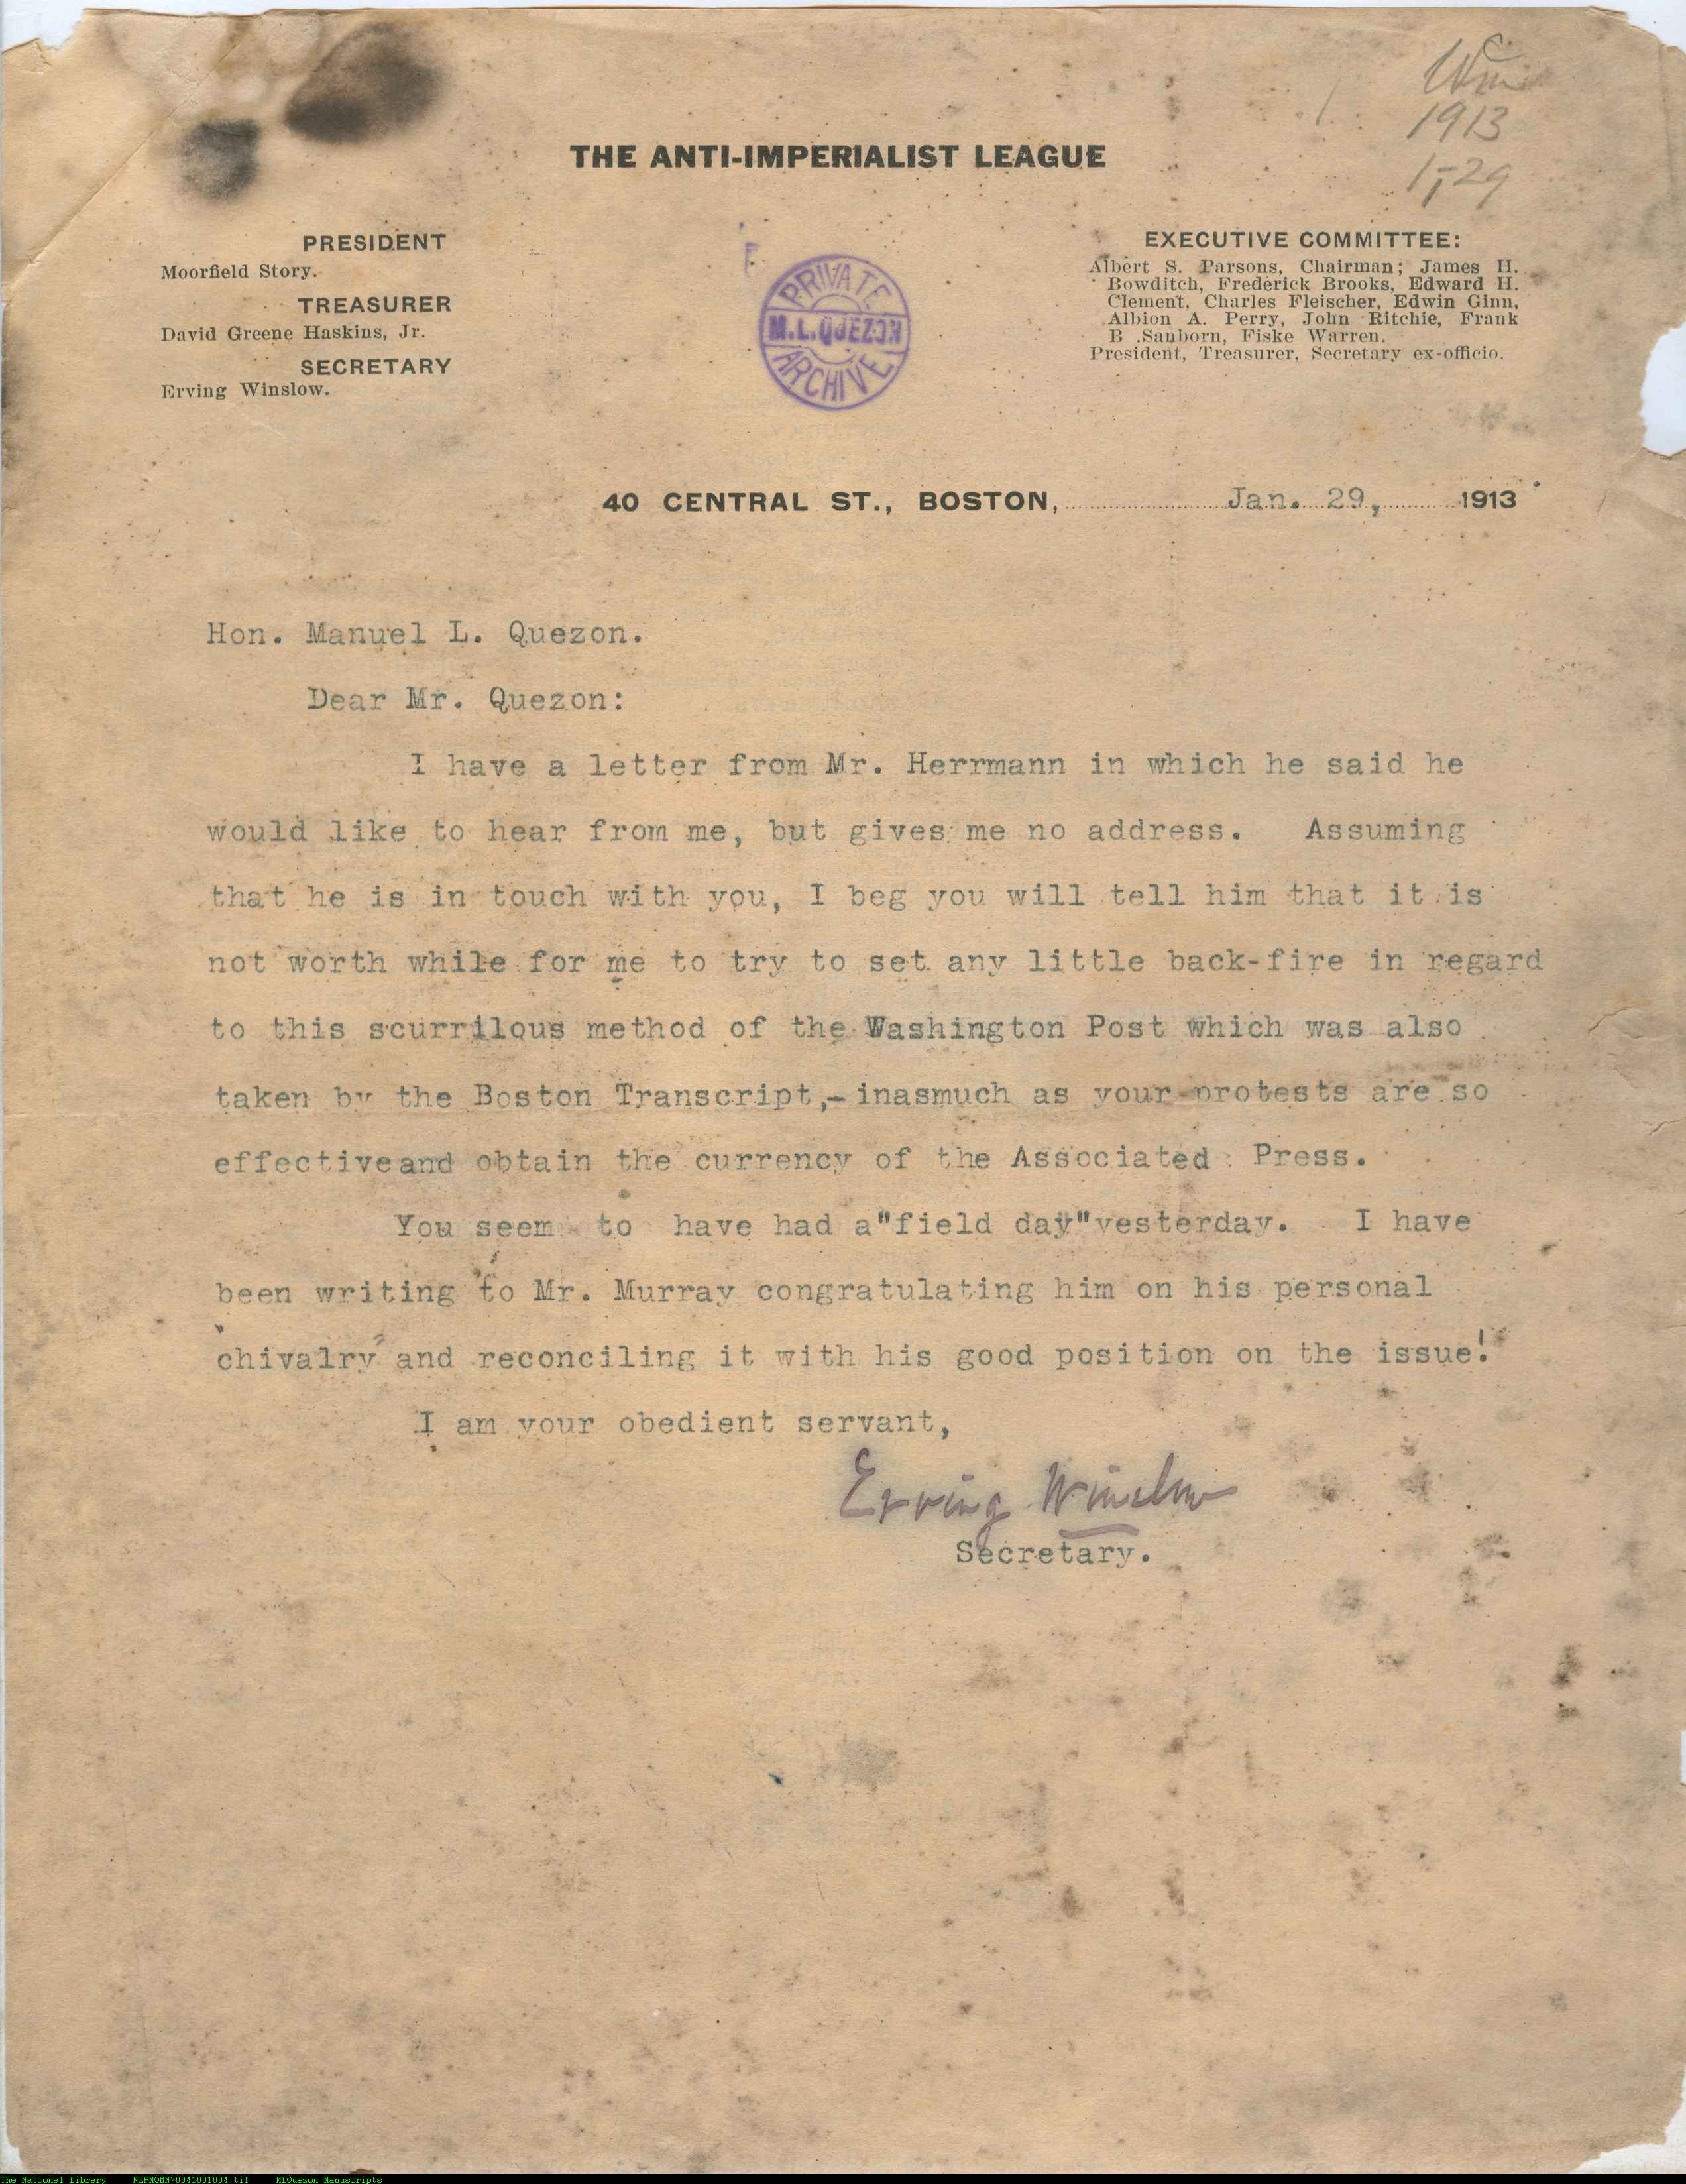 1913
1-29
THE ANTI-IMPERIALIST LEAGUE
PRESIDENT
Moorfield Story.
TREASURER
David Greene Haskins, Jr.
SECRETARY
Erving Winslow.
PRIVATE
M.L.QUEZON
ARCHIVE
EXECUTIVE COMMITTEE:
Albert S. Parsons, Chairman; James H.
Bowditch, Frederick Brooks, Edward H.
Clement, Charles Fleischer, Edwin Ginn,
Albion A. Perry, John Ritchie, Frank
B .Sanborn, Fiske Warren.
President, Treasurer, Secretary ex-officio.
40 CENTRAL ST., BOSTON, Jan. 29, 1913
Hon. Manuel L. Quezon.
Dear Mr. Quezon:
I have a letter from Mr. Herrmann in which he said he
would like to hear from me, but gives me no address. Assuming
that he is in touch with you, I beg you will tell him that it is
not worth while for me to try to set any little back-fire in regard
to this scurrilous method of the Washington Post which was also
taken by the Boston Transcript,- inasmuch as your protests are so
effectiveand obtain the currency of the Associated Press.
You seem to have had a"field day"yesterday. I have
been writing to Mr. Murray congratulating him on his personal
chivalry and reconciling it with his good position on the issue!
I am your obedient servant,
Erving Winslow
Secretary.
The National Library NLPMQMN70041001004.tif MLQuezon Manuscripts